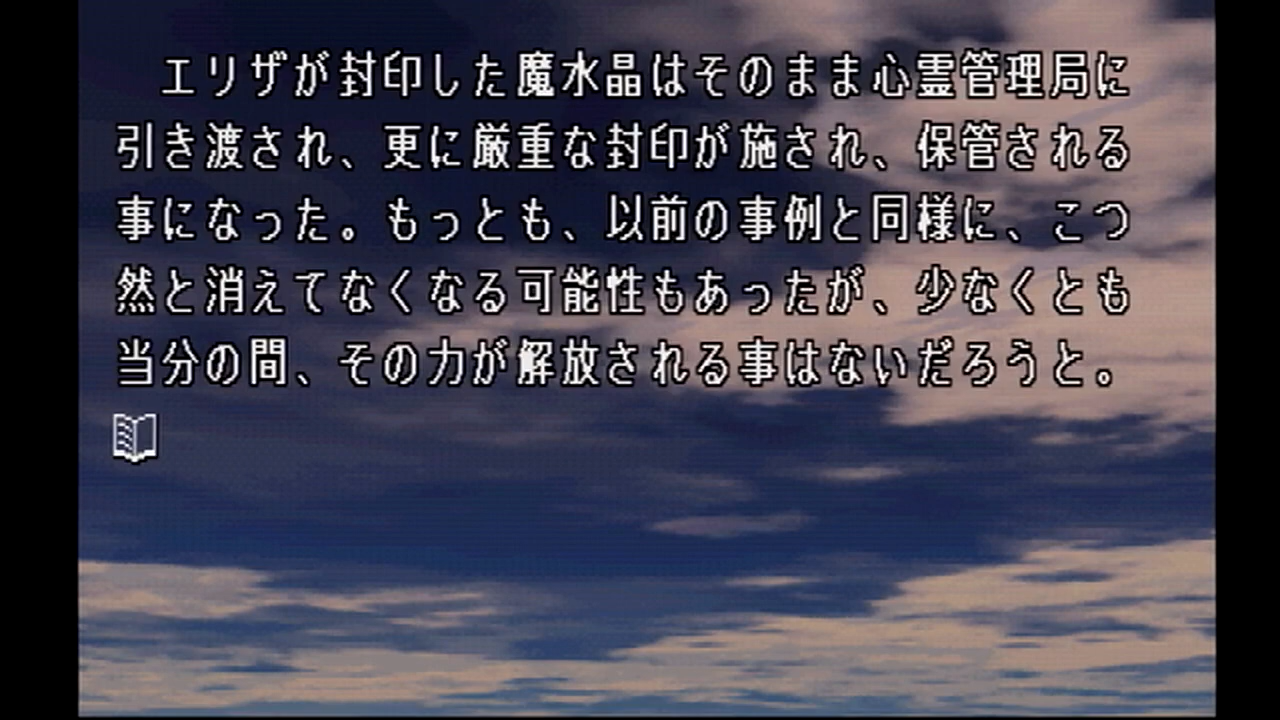 エリザが封印した魔水晶はそのまま心霊管理局に
引き渡され、更に厳重な封印が施され、保管される
事になった。もっとも、以前の事例と同様に、こつ
然と消えてなくなる可能性もあったが、少なくとも
当分の間、その力が解放される事はないだろうと。